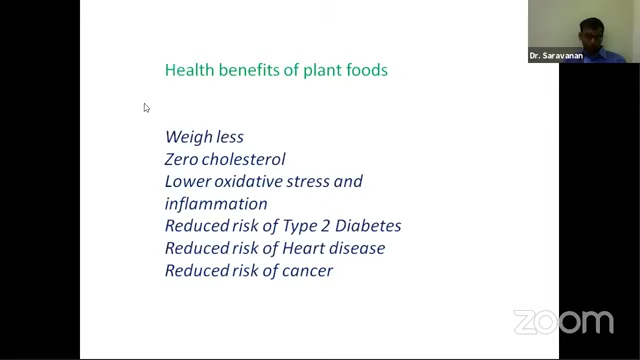 Dr. Saravanan
Health benefits of plant foods
Weigh less
Zero cholesterol
Lower oxidative stress and
inflammation
Reduced risk of Type 2 Diabetes
Reduced risk of Heart disease
Reduced risk of cancer
zoom